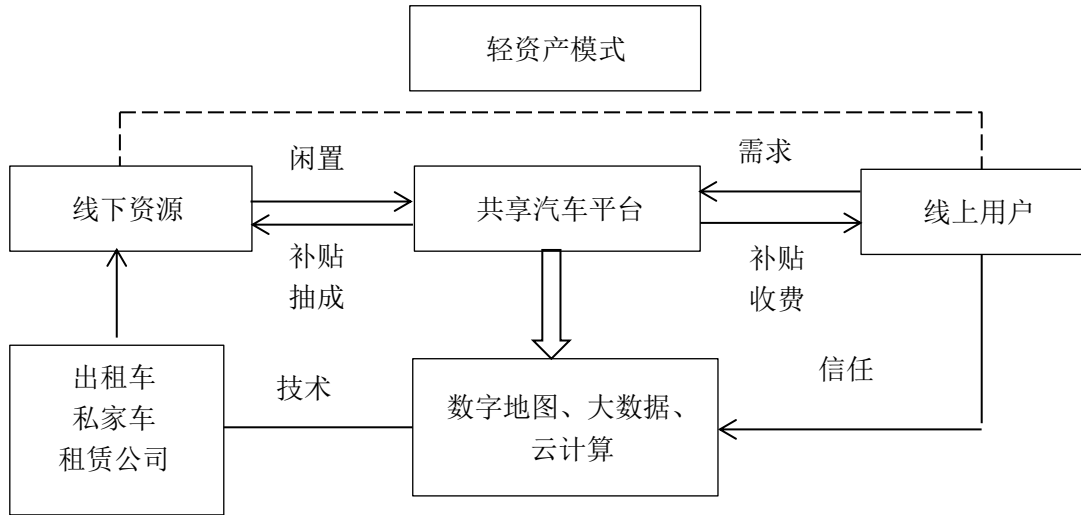 轻资产模式
闲置
需求
线下资源
共享汽车平台
线上用户
补贴
抽成
补贴
收费
出租车
私家车
租赁公司
技术
数字地图、大数据、
云计算
信任